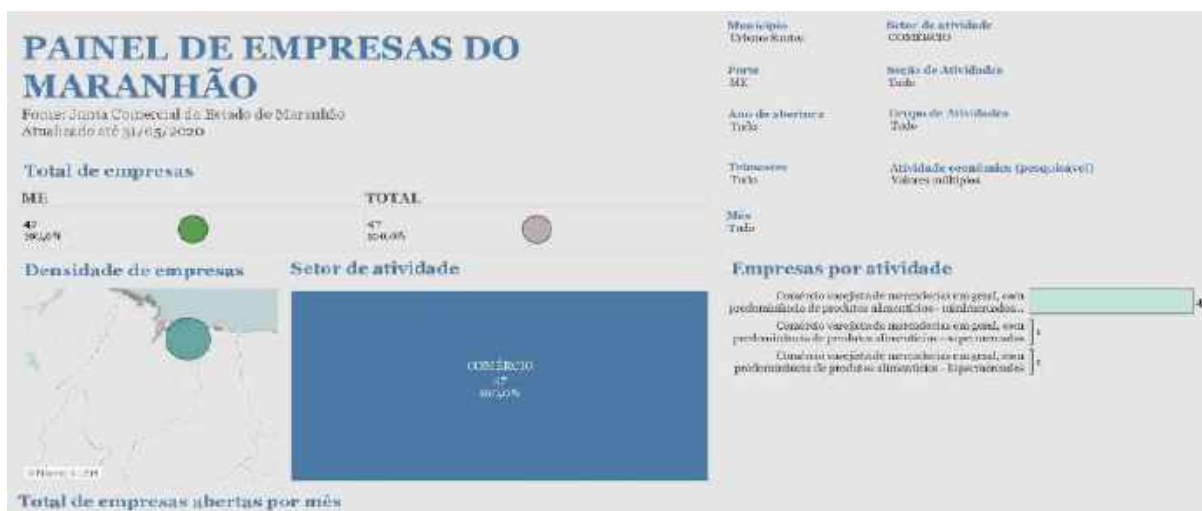 PAINEL DE EMPRESAS DO
MARANHÃO
Fonte: Junta Comercial do Estado do Maranhão
Atualizado até 31/05/2020
Total de empresas
ME
TOTAL
47
100,0%
47
100,0%
Densidade de empresas
Setor de atividade
COMÉRCIO
47
100,0%
Total de empresas abertas por mês
Município
Urbano Santos
Setor de atividade
COMÉRCIO
Porte
ME
Seção de Atividades
Tudo
Ano de abertura
Tudo
Grupo de Atividades
Tudo
Trimestre
Tudo
Atividade econômica (pesquisável)
Valores múltiplos
Mês
Tudo
Empresas por atividade
Comércio varejista de mercadorias em geral, com
predominância de produtos alimentícios - minimercados...
Comércio varejista de mercadorias em geral, com
predominância de produtos alimentícios - supermercados
1
Comércio varejista de mercadorias em geral, com
predominância de produtos alimentícios - hipermercados
1